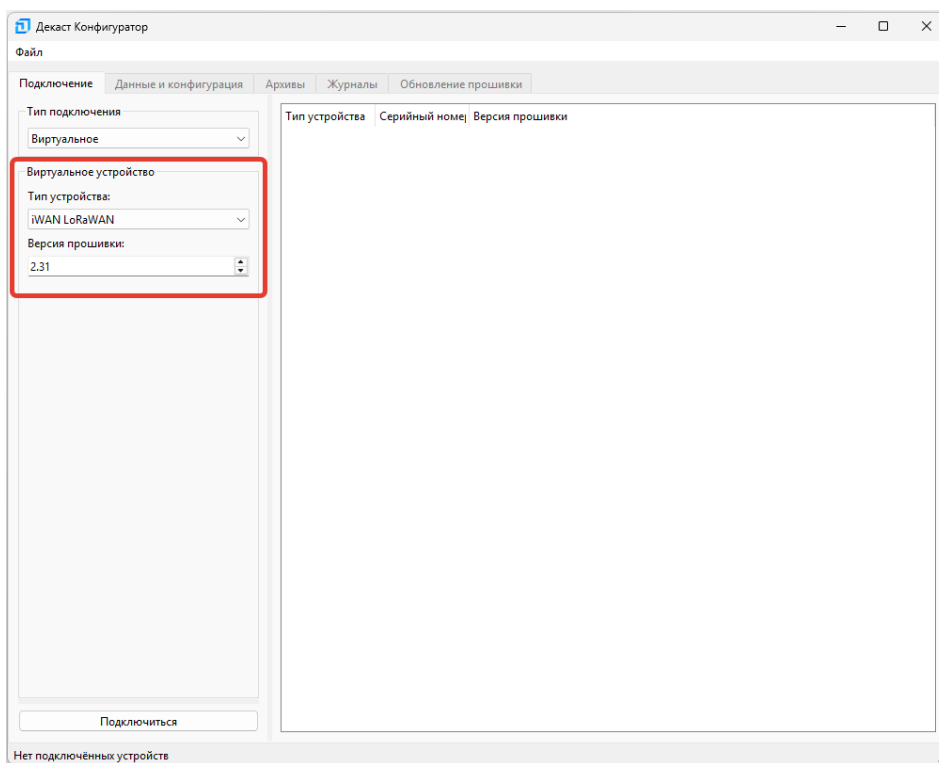 Декаст Конфигуратор
Файл
Подключение Данные и конфигурация Архивы Журналы Обновление прошивки
Тип подключения
Виртуальное
Виртуальное устройство
Тип устройства:
iWAN LoRaWAN
Версия прошивки:
2.31
Тип устройства Серийный номер Версия прошивки
Подключиться
Нет подключённых устройств